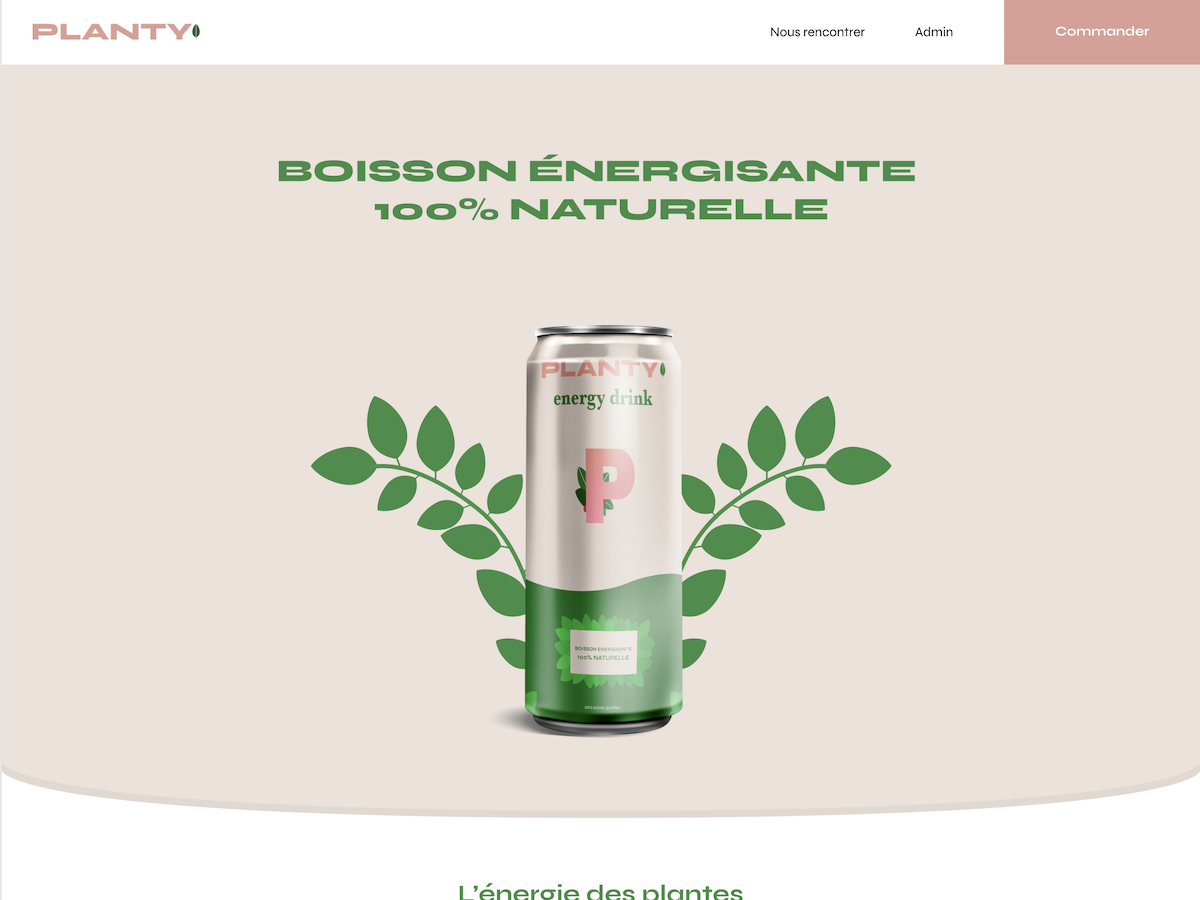 PLANTY
Nous rencontrer
Admin
Commander
BOISSON ÉNERGISANTE
100% NATURELLE
PLANTY
energy drink
P
BOISSON ÉNERGISANTE
100% NATURELLE
L'énergie des plantes